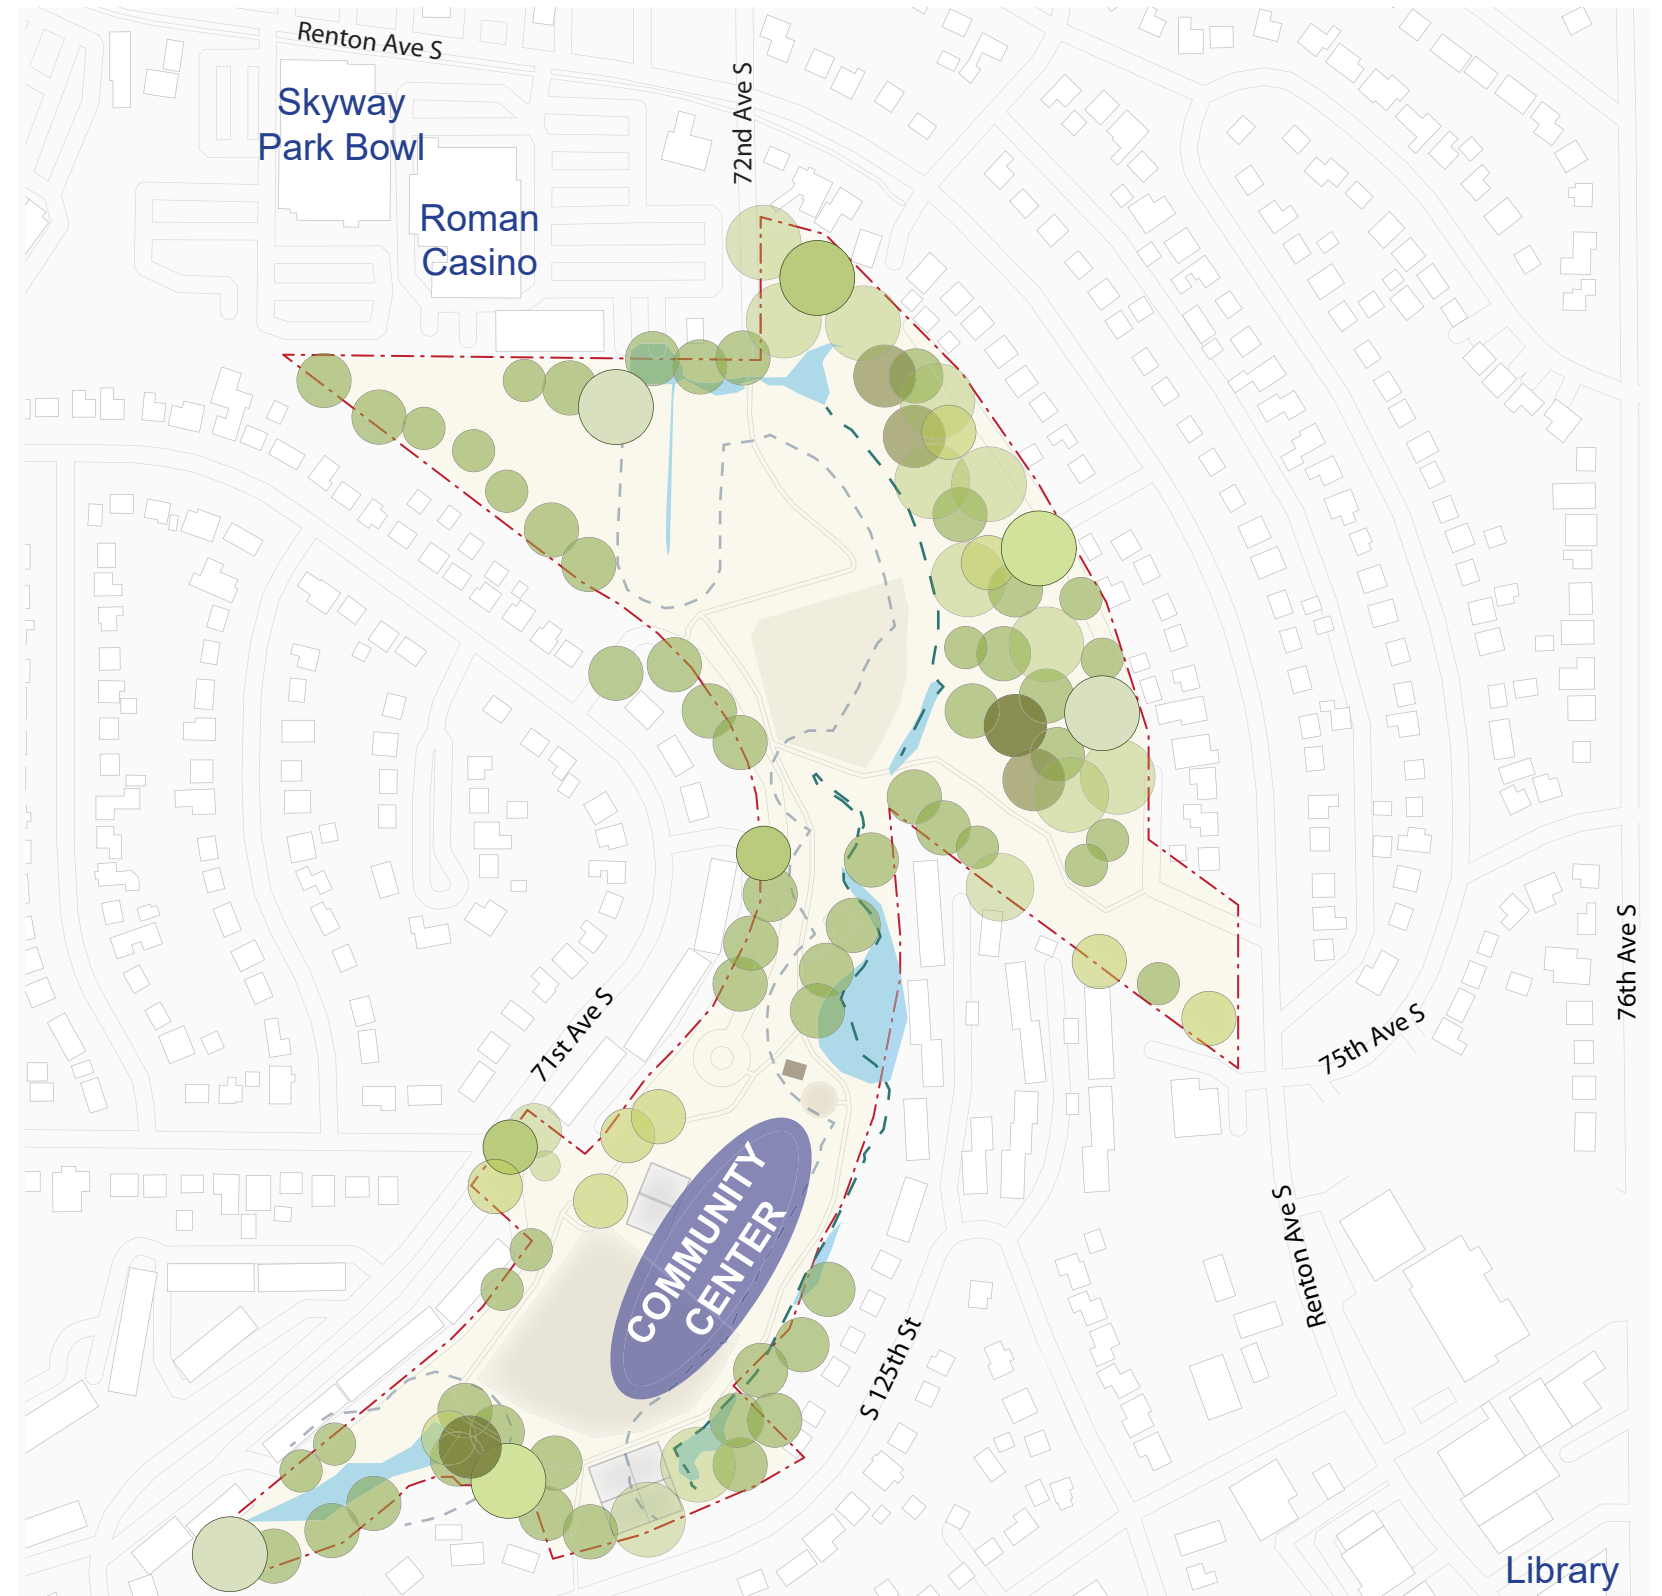 Renton Ave S
Skyway
Park Bowl
72nd Ave S
Roman
Casino
76th Ave S
71st Ave S
75th Ave S
COMMUNITY
CENTER
Renton Ave S
S 125th St
Library